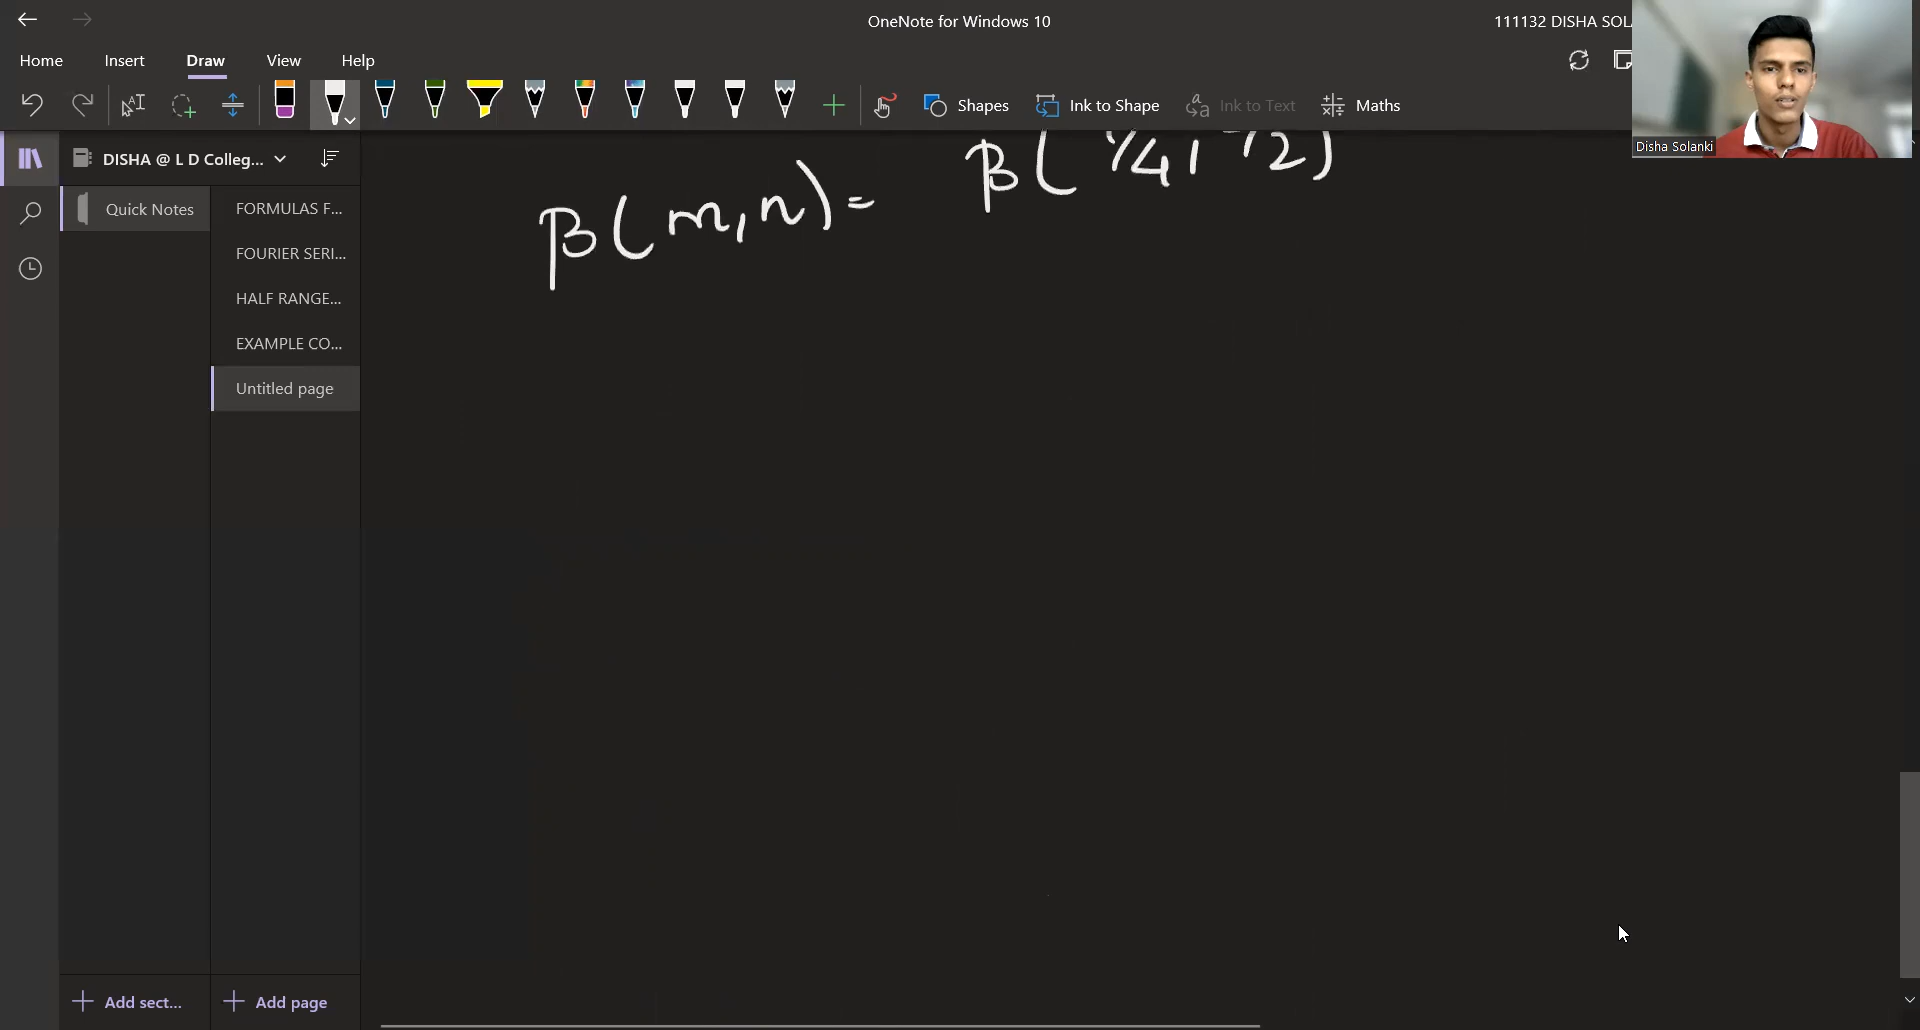 OneNote for Windows 10
111132 DISHA SOLA
Home Insert Draw View Help
Shapes Ink to Shape Ink to Text Maths
Disha Solanki
DISHA @ L D Colleg...
Quick Notes
FORMULAS F...
FOURIER SERI...
HALF RANGE...
EXAMPLE CO...
Untitled page
β(m,n) = β(1/4, 1/2)
Add sect...
Add page